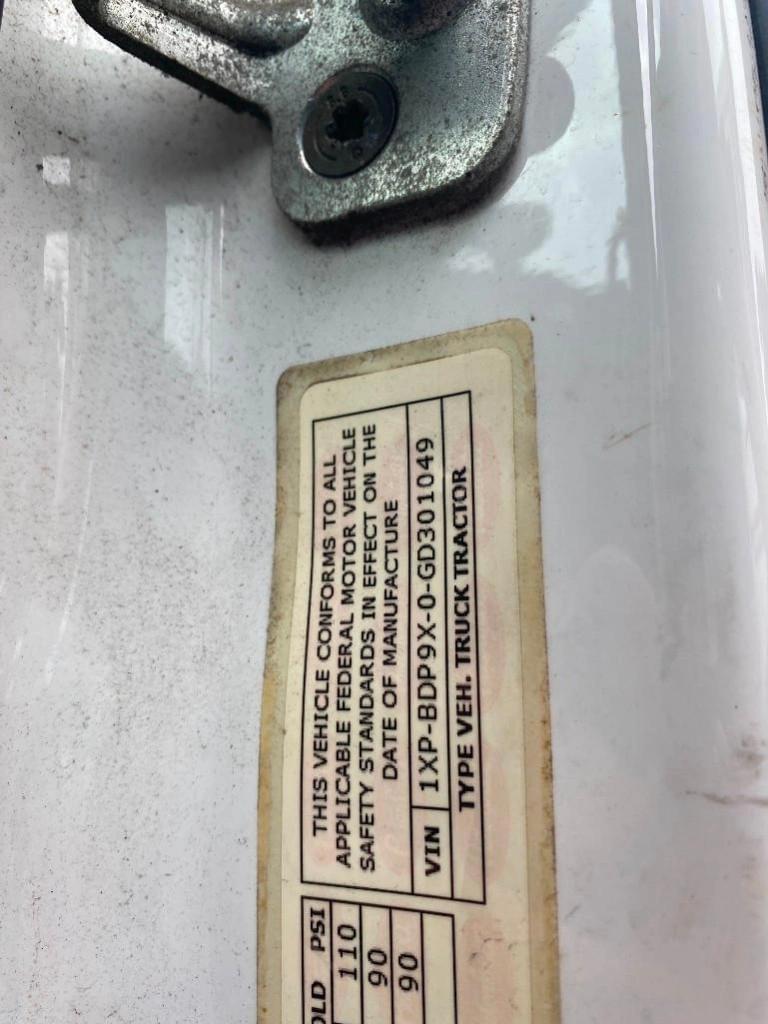 THIS VEHICLE CONFORMS TO ALL
APPLICABLE FEDERAL MOTOR VEHICLE
SAFETY STANDARDS IN EFFECT ON THE
DATE OF MANUFACTURE
VIN 1XP-BDP9X-0-GD301049
TYPE VEH. TRUCK TRACTOR
OLD PSI
110
90
90